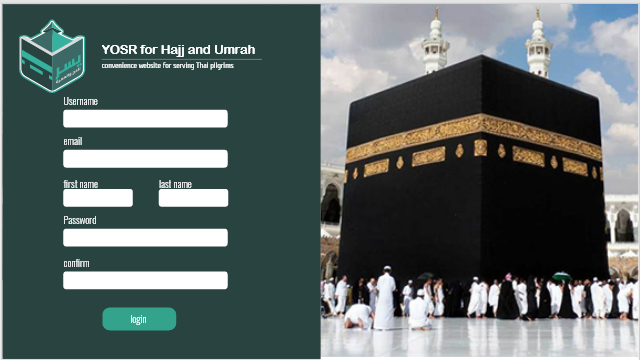 YOSR for Hajj and Umrah
convenience website for serving Thai pilgrims
Username
email
first name
last name
Password
confirm
login